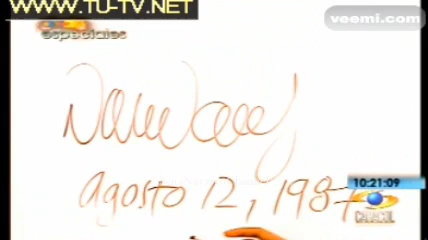 WWW.TU-TV.NET
veemi.com
especiales
agosto 12, 1987
10:21:09
CARACOL